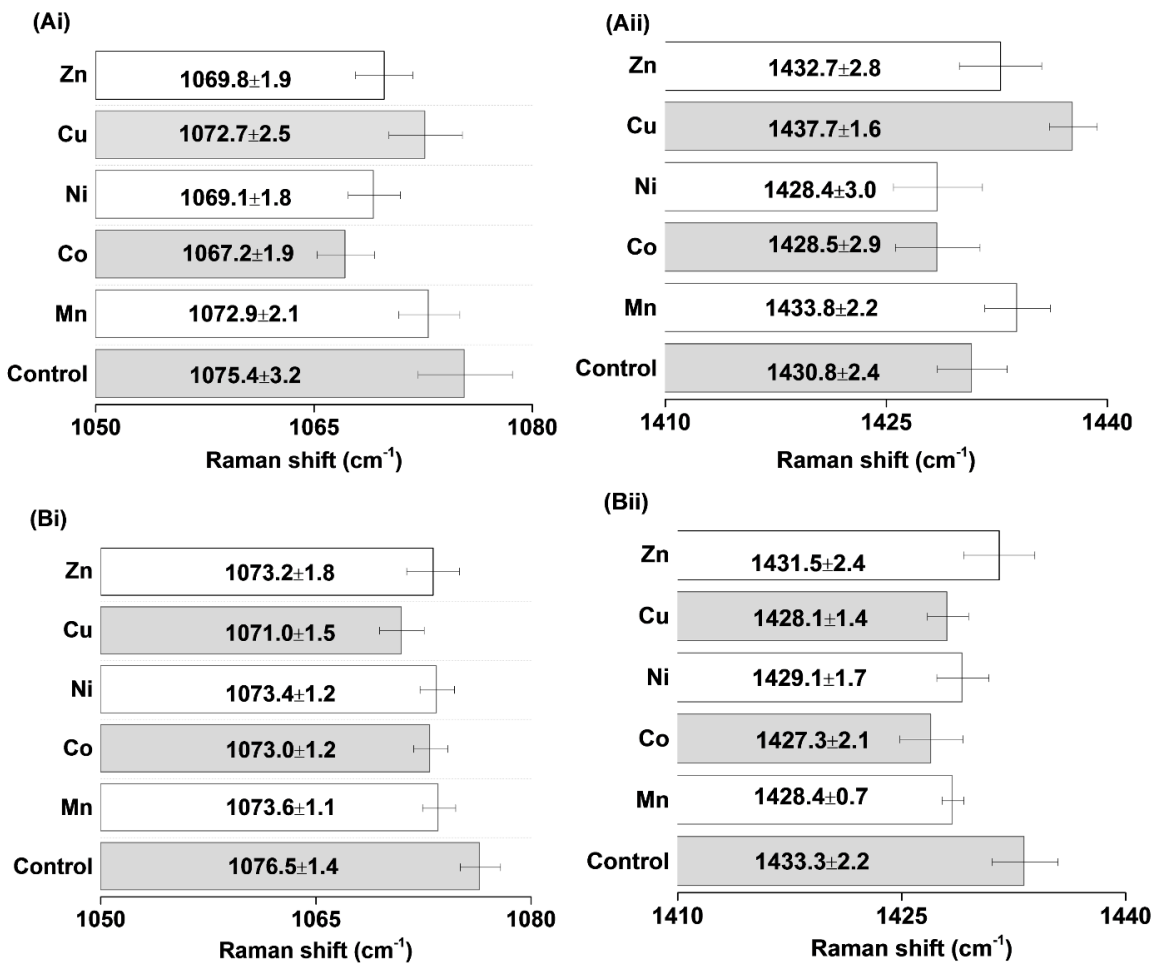 (Ai)
Zn 1069.8±1.9
Cu 1072.7±2.5
Ni 1069.1±1.8
Co 1067.2±1.9
Mn 1072.9±2.1
Control 1075.4±3.2
1050 1065 1080
Raman shift (cm⁻¹)
(Aii)
Zn 1432.7±2.8
Cu 1437.7±1.6
Ni 1428.4±3.0
Co 1428.5±2.9
Mn 1433.8±2.2
Control 1430.8±2.4
1410 1425 1440
Raman shift (cm⁻¹)
(Bi)
Zn 1073.2±1.8
Cu 1071.0±1.5
Ni 1073.4±1.2
Co 1073.0±1.2
Mn 1073.6±1.1
Control 1076.5±1.4
1050 1065 1080
Raman shift (cm⁻¹)
(Bii)
Zn 1431.5±2.4
Cu 1428.1±1.4
Ni 1429.1±1.7
Co 1427.3±2.1
Mn 1428.4±0.7
Control 1433.3±2.2
1410 1425 1440
Raman shift (cm⁻¹)